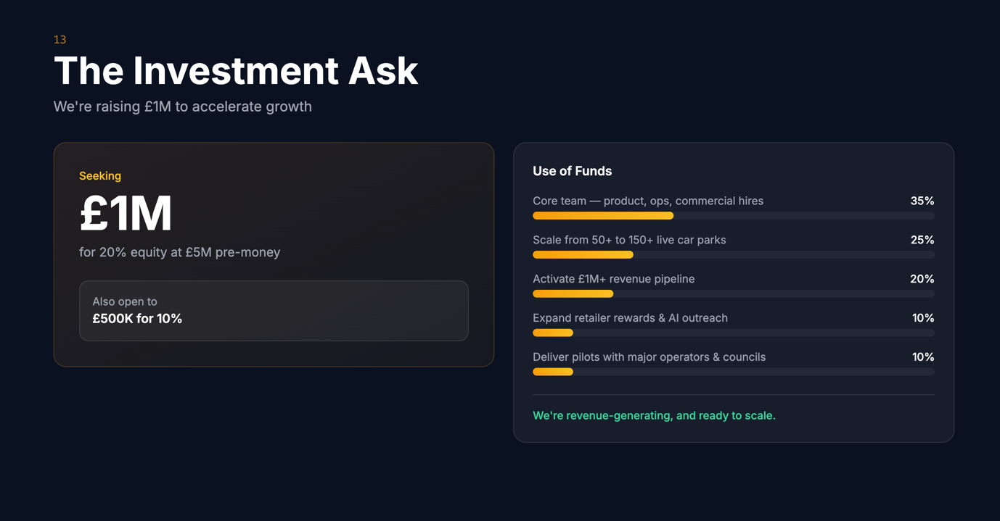 13
The Investment Ask
We're raising £1M to accelerate growth
Seeking
£1M
for 20% equity at £5M pre-money
Also open to
£500K for 10%
Use of Funds
Core team — product, ops, commercial hires 35%
Scale from 50+ to 150+ live car parks 25%
Activate £1M+ revenue pipeline 20%
Expand retailer rewards & AI outreach 10%
Deliver pilots with major operators & councils 10%
We're revenue-generating, and ready to scale.